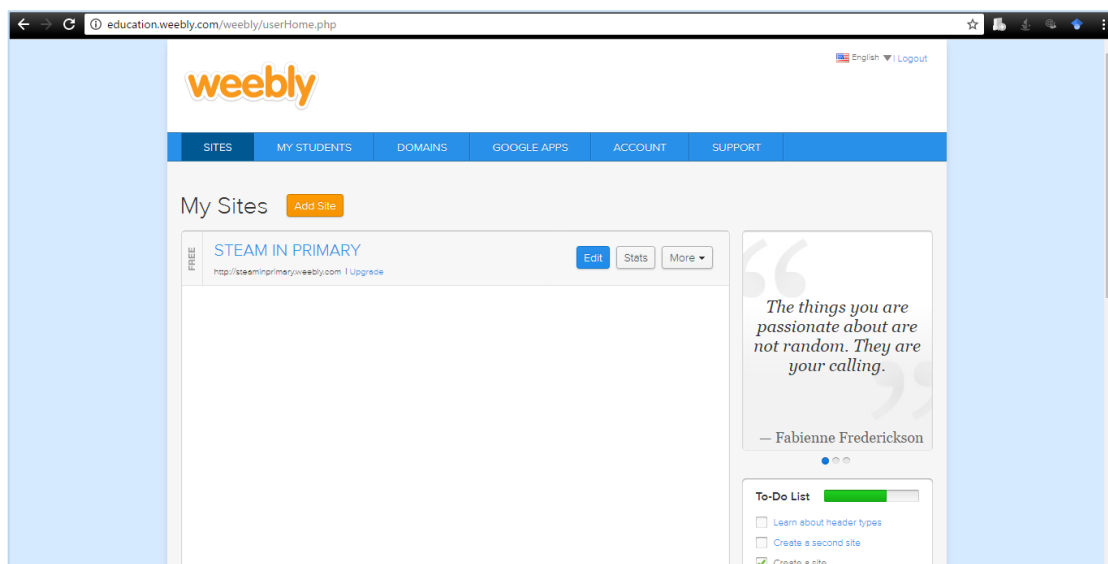 education.weebly.com/weebly/userHome.php
English ▼ | Logout
weebly
SITES MY STUDENTS DOMAINS GOOGLE APPS ACCOUNT SUPPORT
My Sites Add Site
FREE
STEAM IN PRIMARY
http://steaminprimary.weebly.com | Upgrade
Edit Stats More ▾
“
The things you are
passionate about are
not random. They are
your calling.
”
— Fabienne Frederickson
To-Do List
Learn about header types
Create a second site
Create a site